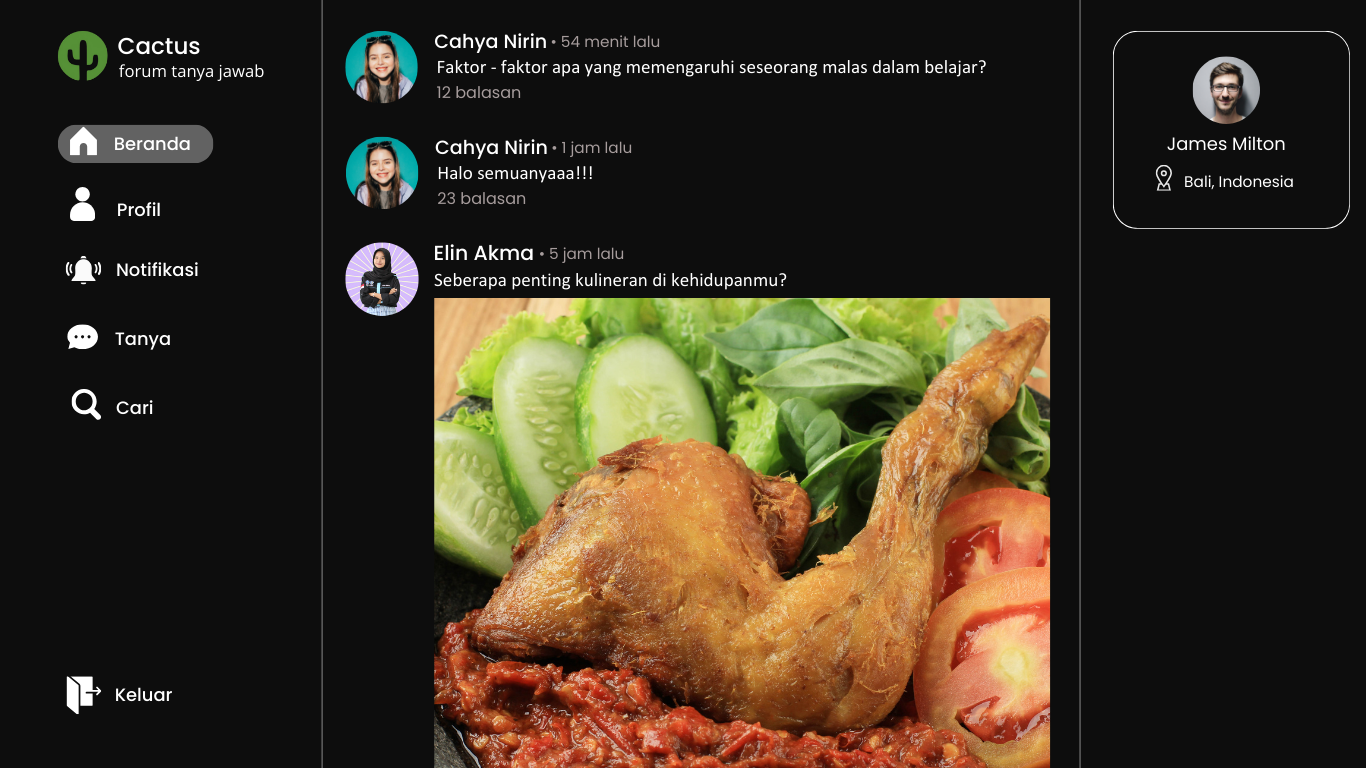 Cactus
forum tanya jawab
Beranda
Profil
Notifikasi
Tanya
Cari
Keluar
Cahya Nirin • 54 menit lalu
Faktor - faktor apa yang memengaruhi seseorang malas dalam belajar?
12 balasan
Cahya Nirin • 1 jam lalu
Halo semuanyaaa!!!
23 balasan
Elin Akma • 5 jam lalu
Seberapa penting kulineran di kehidupanmu?
James Milton
Bali, Indonesia